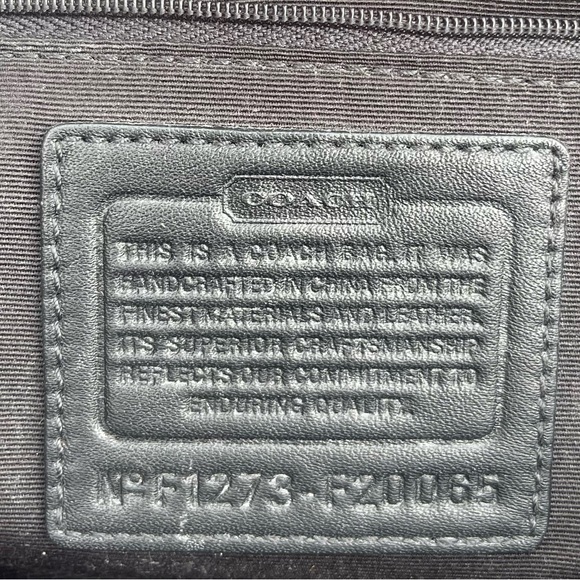 COACH
THIS IS A COACH BAG. IT WAS
HANDCRAFTED IN CHINA FROM THE
FINEST MATERIALS AND LEATHER.
ITS SUPERIOR CRAFTSMANSHIP
REFLECTS OUR COMMITMENT TO
ENDURING QUALITY.
Nº F1273-F20065